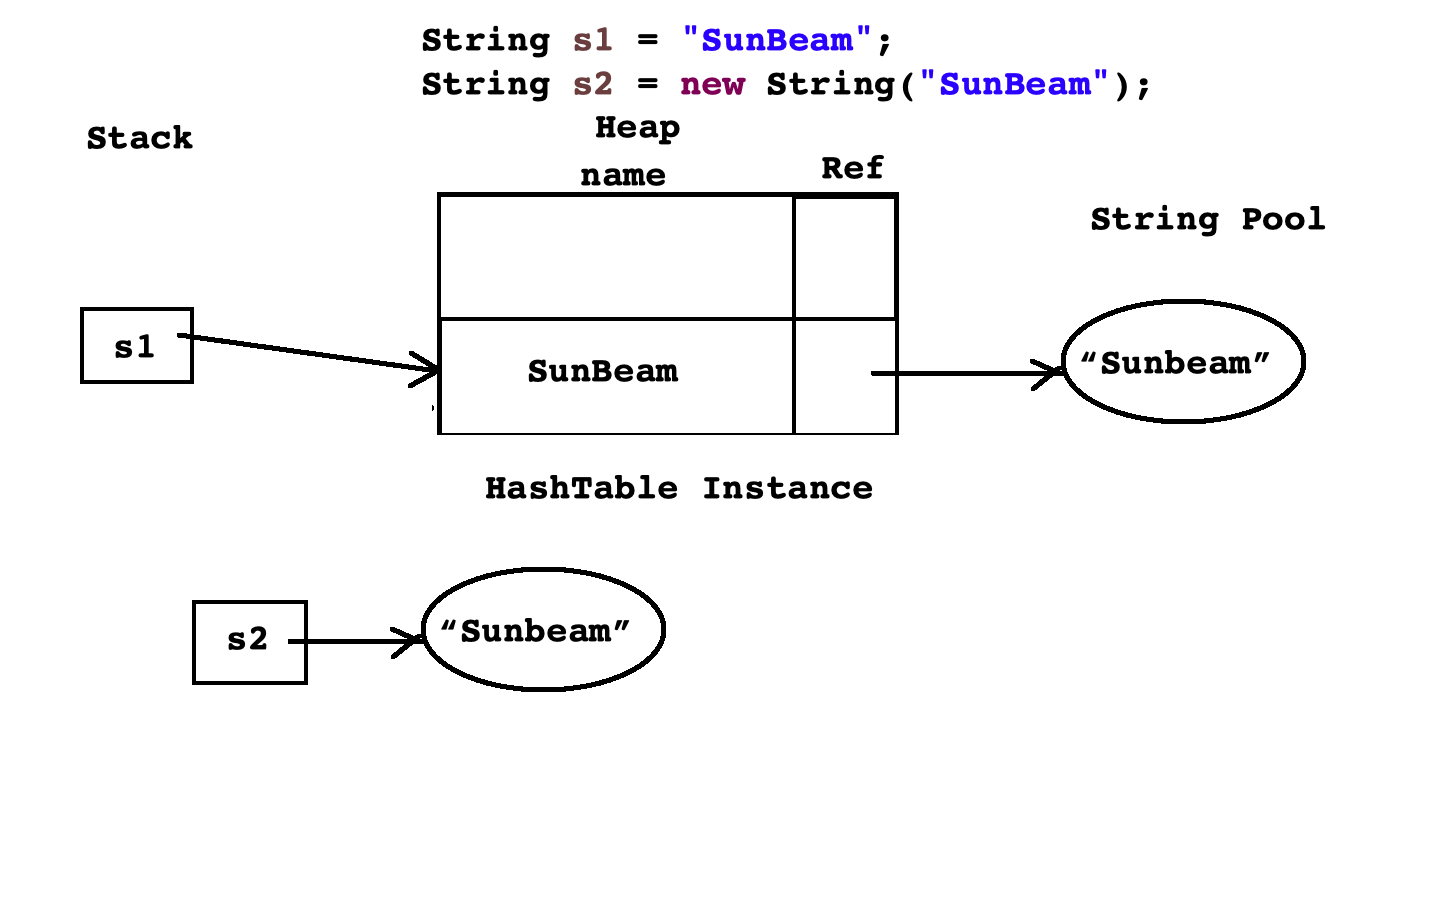 String s1 = "SunBeam";
String s2 = new String("SunBeam");
Stack
Heap
name
Ref
String Pool
s1
SunBeam
“Sunbeam”
HashTable Instance
s2
“Sunbeam”